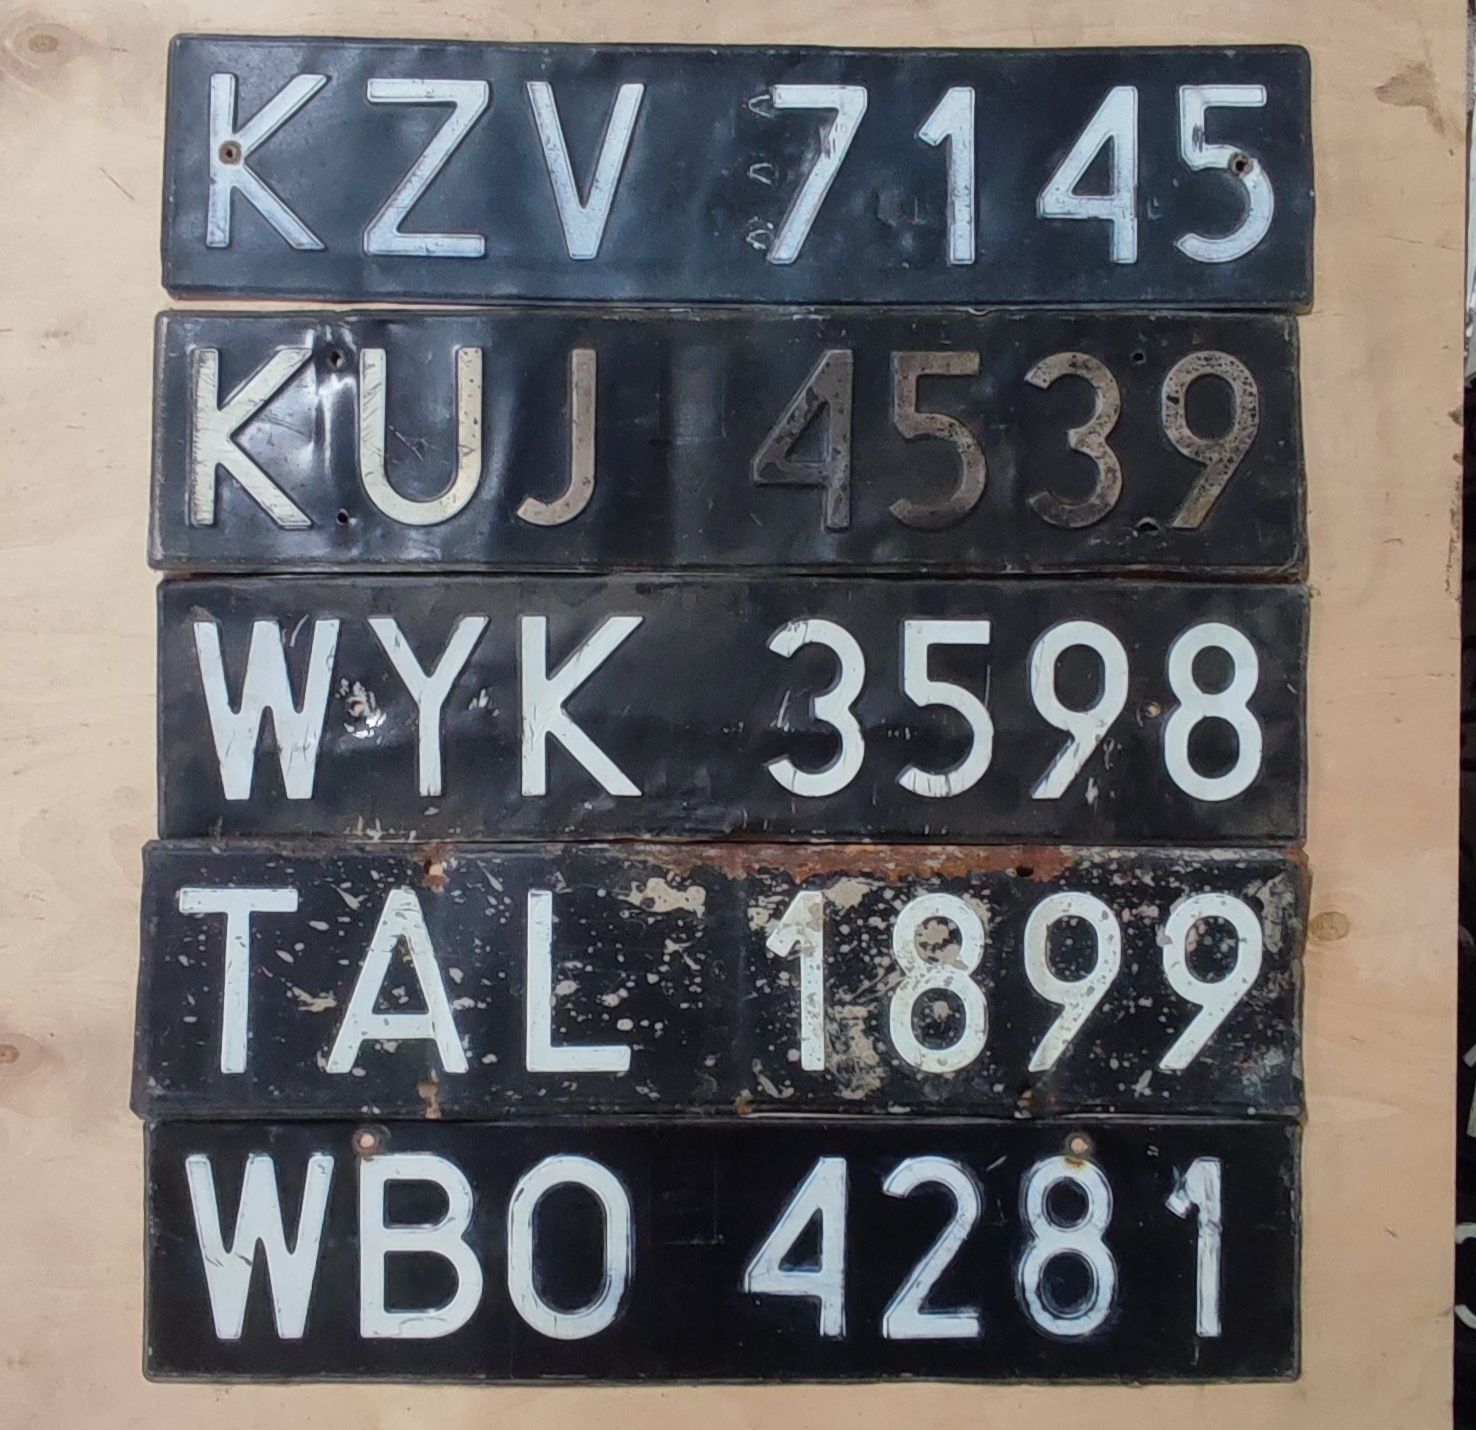 KZV 7145
KUJ 4539
WYK 3598
TAL 1899
WBO 4281